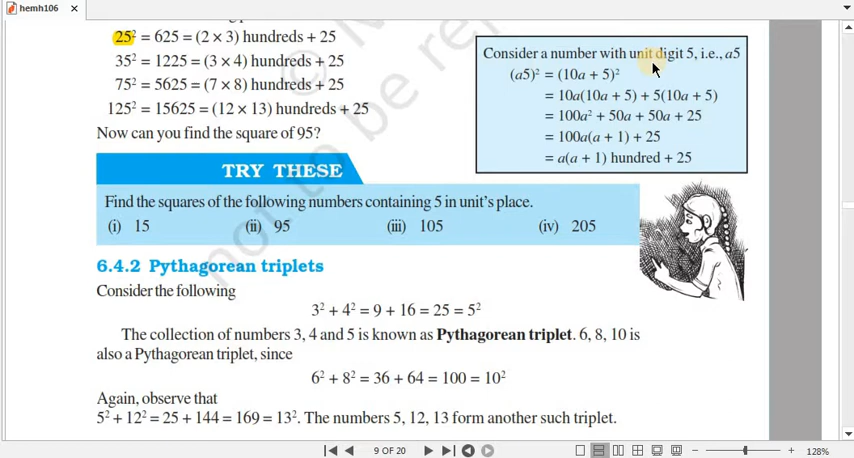 hemh106 X
25² = 625 = (2 × 3) hundreds + 25
35² = 1225 = (3 × 4) hundreds + 25
75² = 5625 = (7 × 8) hundreds + 25
125² = 15625 = (12 × 13) hundreds + 25
Now can you find the square of 95?
Consider a number with unit digit 5, i.e., a5
(a5)² = (10a + 5)²
= 10a(10a + 5) + 5(10a + 5)
= 100a² + 50a + 50a + 25
= 100a(a + 1) + 25
= a(a + 1) hundred + 25
TRY THESE
Find the squares of the following numbers containing 5 in unit's place.
(i) 15 (ii) 95 (iii) 105 (iv) 205
6.4.2 Pythagorean triplets
Consider the following
3² + 4² = 9 + 16 = 25 = 5²
The collection of numbers 3, 4 and 5 is known as Pythagorean triplet. 6, 8, 10 is
also a Pythagorean triplet, since
6² + 8² = 36 + 64 = 100 = 10²
Again, observe that
5² + 12² = 25 + 144 = 169 = 13². The numbers 5, 12, 13 form another such triplet.
9 OF 20
128%